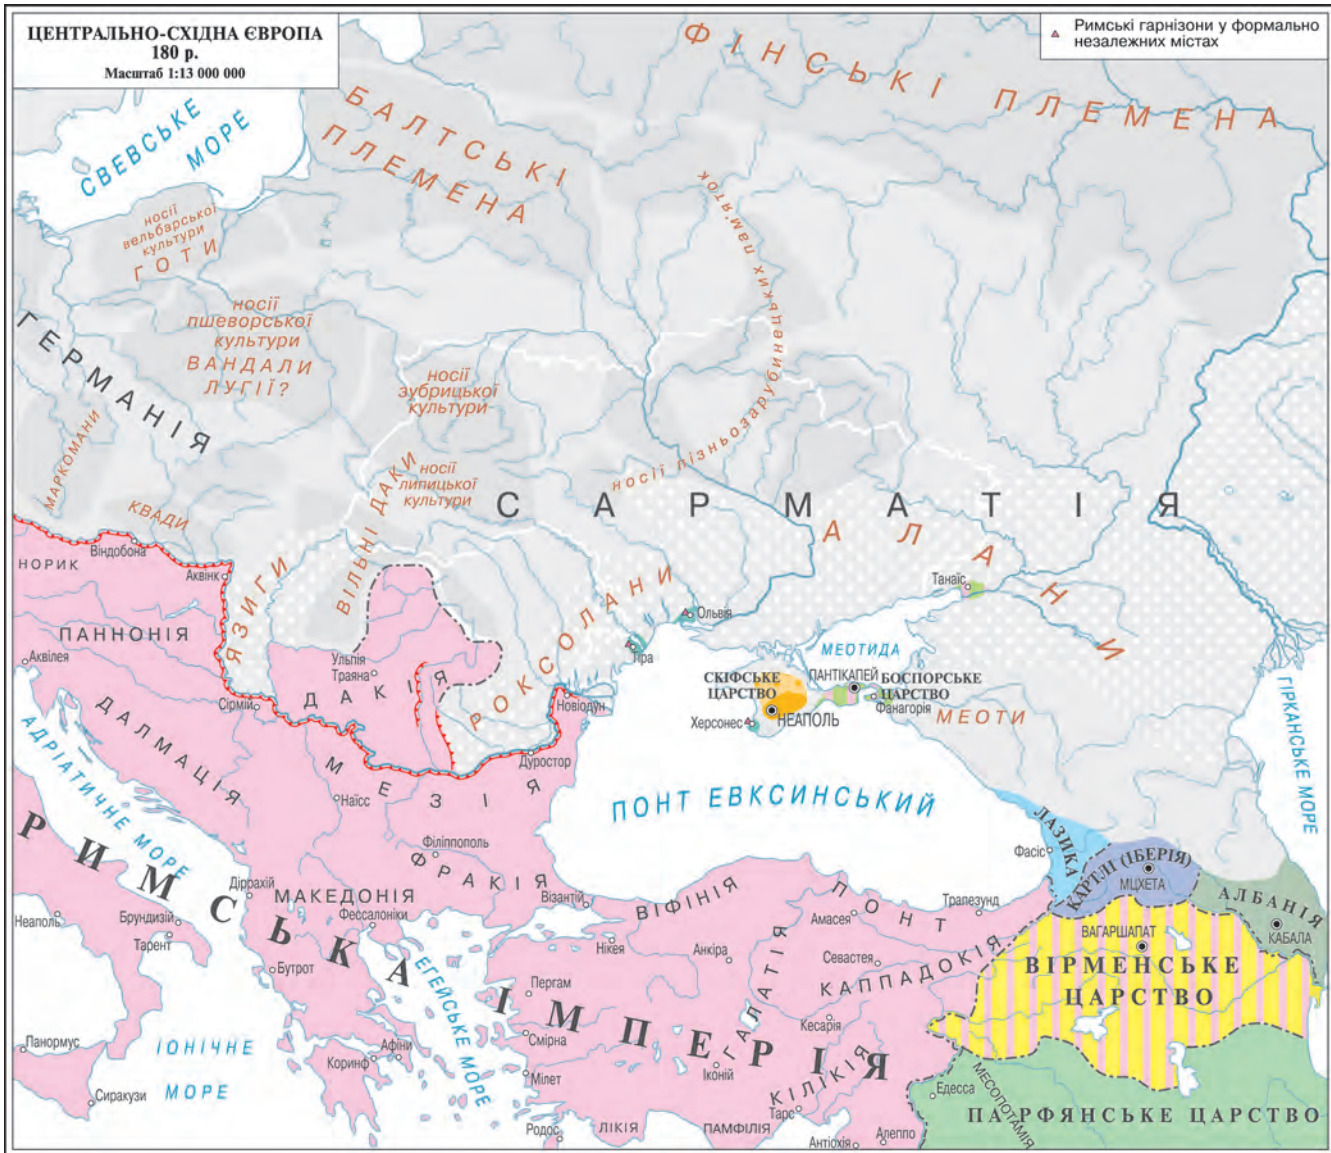 ЦЕНТРАЛЬНО-СХІДНА ЄВРОПА
180 р.
Масштаб 1:13 000 000
Римські гарнізони у формально
незалежних містах
ФІНСЬКІ ПЛЕМЕНА
БАЛТСЬКІ
ПЛЕМЕНА
СВЕВСЬКЕ
МОРЕ
носії
вельбарської
культури
ГОТИ
носії
пшеворської
культури
ВАНДАЛИ
ЛУГІЇ?
ГЕРМАНІЯ
МАРКОМАНИ
КВАДИ
носії
зубрицької
культури
носії
липицької
культури
носії пізньозарубинецьких пам'яток
САРМАТІЯ
АЛАНИ
ВІЛЬНІ ДАКИ
ЯЗИГИ
РОКСОЛАНИ
НОРИК
Віндобона
Аквінк
ПАННОНІЯ
Аквілея
Ульпія
Траяна
ДАКІЯ
Сірмій
Новіодун
Дуростор
ДАЛМАЦІЯ
МЕЗІЯ
Наїсс
Філіппополь
ФРАКІЯ
Танаїс
Ольвія
Тіра
МЕОТИДА
СКІФСЬКЕ
ЦАРСТВО
НЕАПОЛЬ
Херсонес
ПАНТІКАПЕЙ
БОСПОРСЬКЕ
ЦАРСТВО
Фанагорія
МЕОТИ
ГІРКАНСЬКЕ МОРЕ
ПОНТ ЕВКСИНСЬКИЙ
АДРІАТИЧНЕ МОРЕ
РИМСЬКА ІМПЕРІЯ
Діррахій
МАКЕДОНІЯ
Фессалоніки
Візантій
ВІФІНІЯ
ПОНТ
Трапезунд
Амасея
Фасіс
ЛАЗИКА
КАРТЛІ (ІБЕРІЯ)
МЦХЕТА
АЛБАНІЯ
КАБАЛА
ВАГАРШАПАТ
ВІРМЕНСЬКЕ
ЦАРСТВО
Неаполь
Брундизій
Тарент
Бутрот
Нікея
Анкіра
Севастея
ГАЛАТІЯ
КАППАДОКІЯ
Пергам
ЕГЕЙСЬКЕ МОРЕ
Смірна
Кесарія
Панормус
Сиракузи
ІОНІЧНЕ
МОРЕ
Коринф
Афіни
Мілет
Іконій
КІЛІКІЯ
Тарс
Едесса
МЕСОПОТАМІЯ
ПАРФЯНСЬКЕ ЦАРСТВО
Родос
ЛІКІЯ
ПАМФІЛІЯ
Антіохія
Алеппо